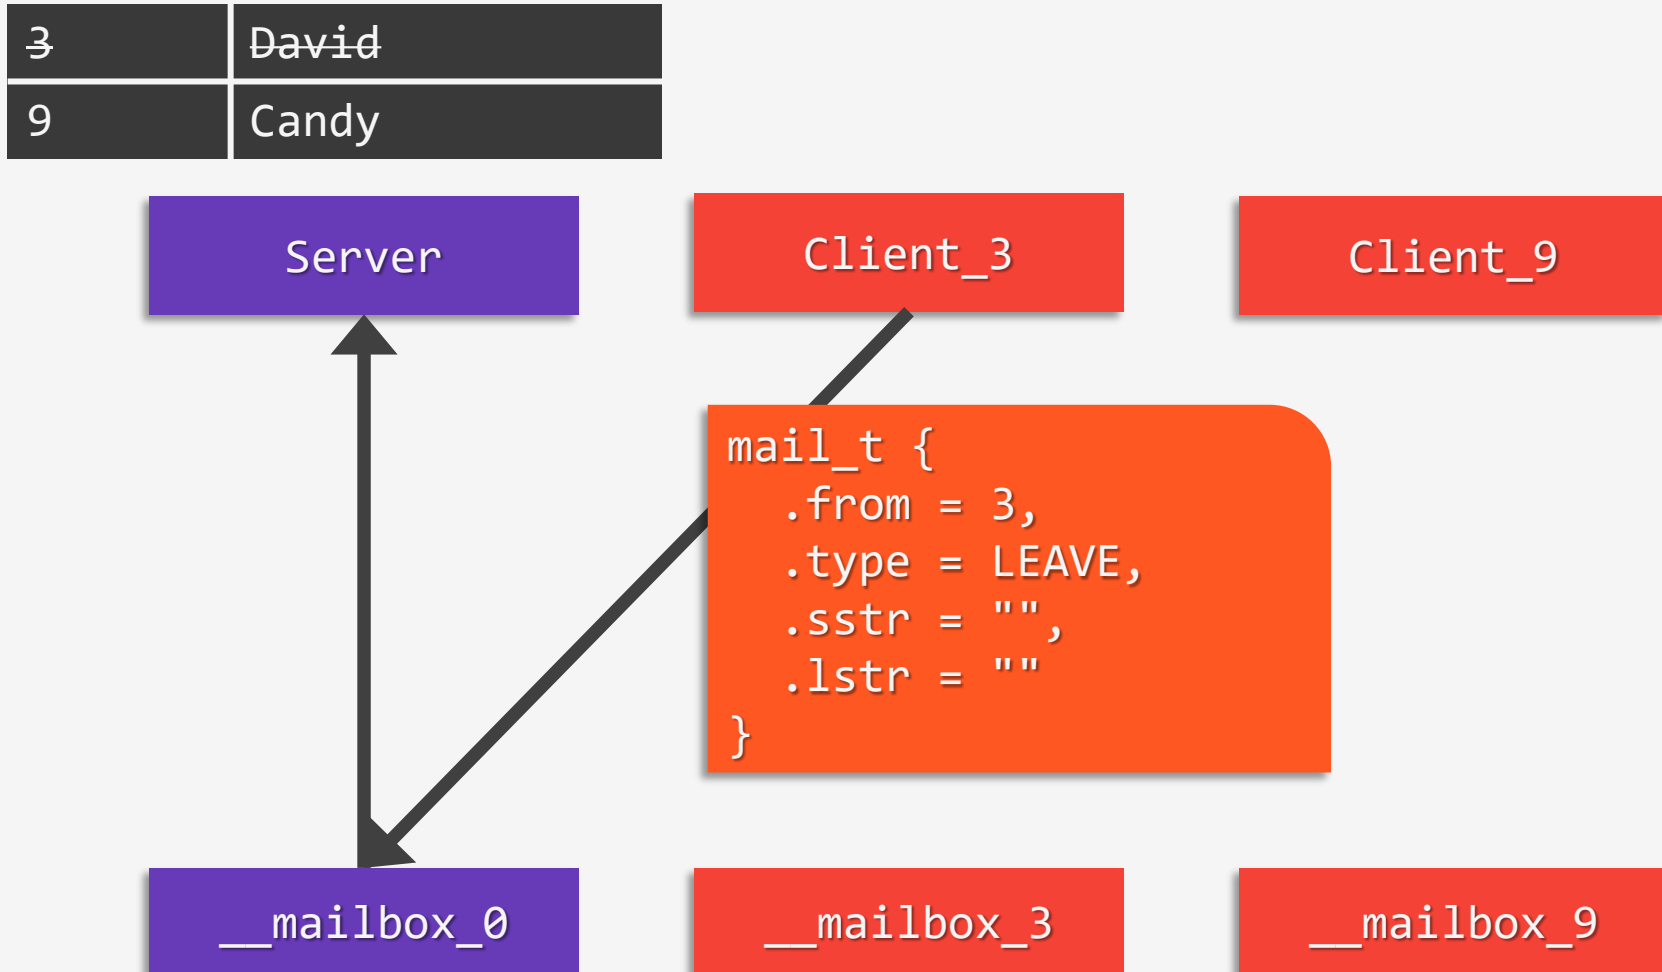 3 David
9 Candy
Server Client_3 Client_9
mail_t {
.from = 3,
.type = LEAVE,
.sstr = "",
.lstr = ""
}
__mailbox_0 __mailbox_3 __mailbox_9